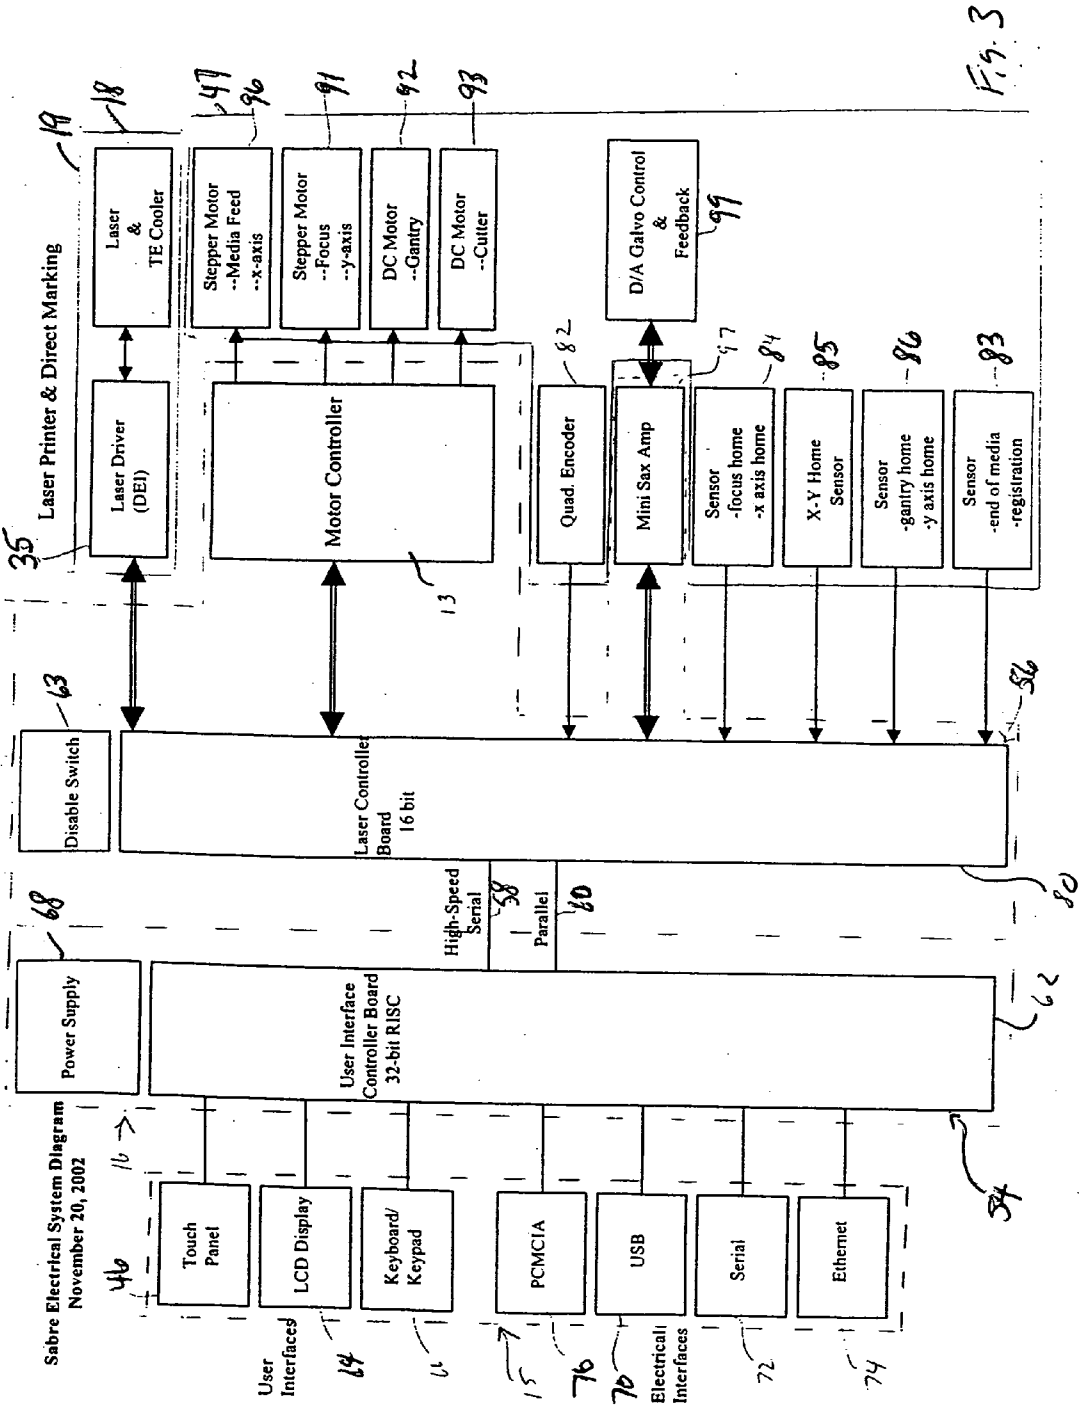 Sabre Electrical System Diagram
November 20, 2002
Laser Printer & Direct Marking
19
46
Touch
Panel
LCD Display
64
Keyboard/
Keypad
User
Interfaces
15
PCMCIA
76
USB
70
Electrical
Interfaces
Serial
72
Ethernet
74
16
Power Supply
68
User Interface
Controller Board
32-bit RISC
62
54
High-Speed
Serial
58
Parallel
60
Disable Switch
63
Laser Controller
Board
16 bit
80
56
35
Laser Driver
(DEI)
Laser
&
TE Cooler
18
Motor Controller
13
47
Stepper Motor
--Media Feed
--x-axis
96
Stepper Motor
--Focus
--y-axis
91
DC Motor
--Gantry
92
DC Motor
--Cutter
93
Quad. Encoder
82
Mini Sax Amp
97
D/A Galvo Control
&
Feedback
99
Sensor
-focus home
-x axis home
84
X-Y Home
Sensor
85
Sensor
-gantry home
-y axis home
86
Sensor
-end of media
-registration
83
Fig. 3